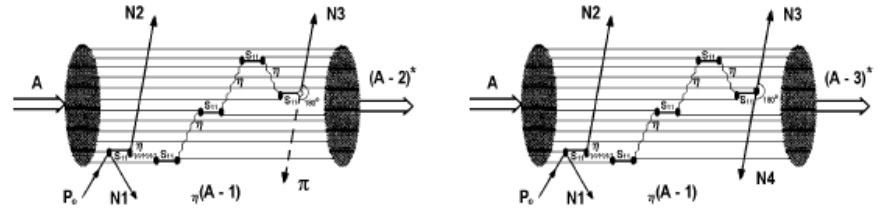 N2
N3
A
S₁₁
η
η
S₁₁
180°
(A - 2)*
S₁₁
η
S₁₁
η
S₁₁
P₀
N1
η(A - 1)
π
N2
N3
A
S₁₁
η
η
S₁₁
180°
(A - 3)*
S₁₁
η
S₁₁
η
S₁₁
P₀
N1
η(A - 1)
N4